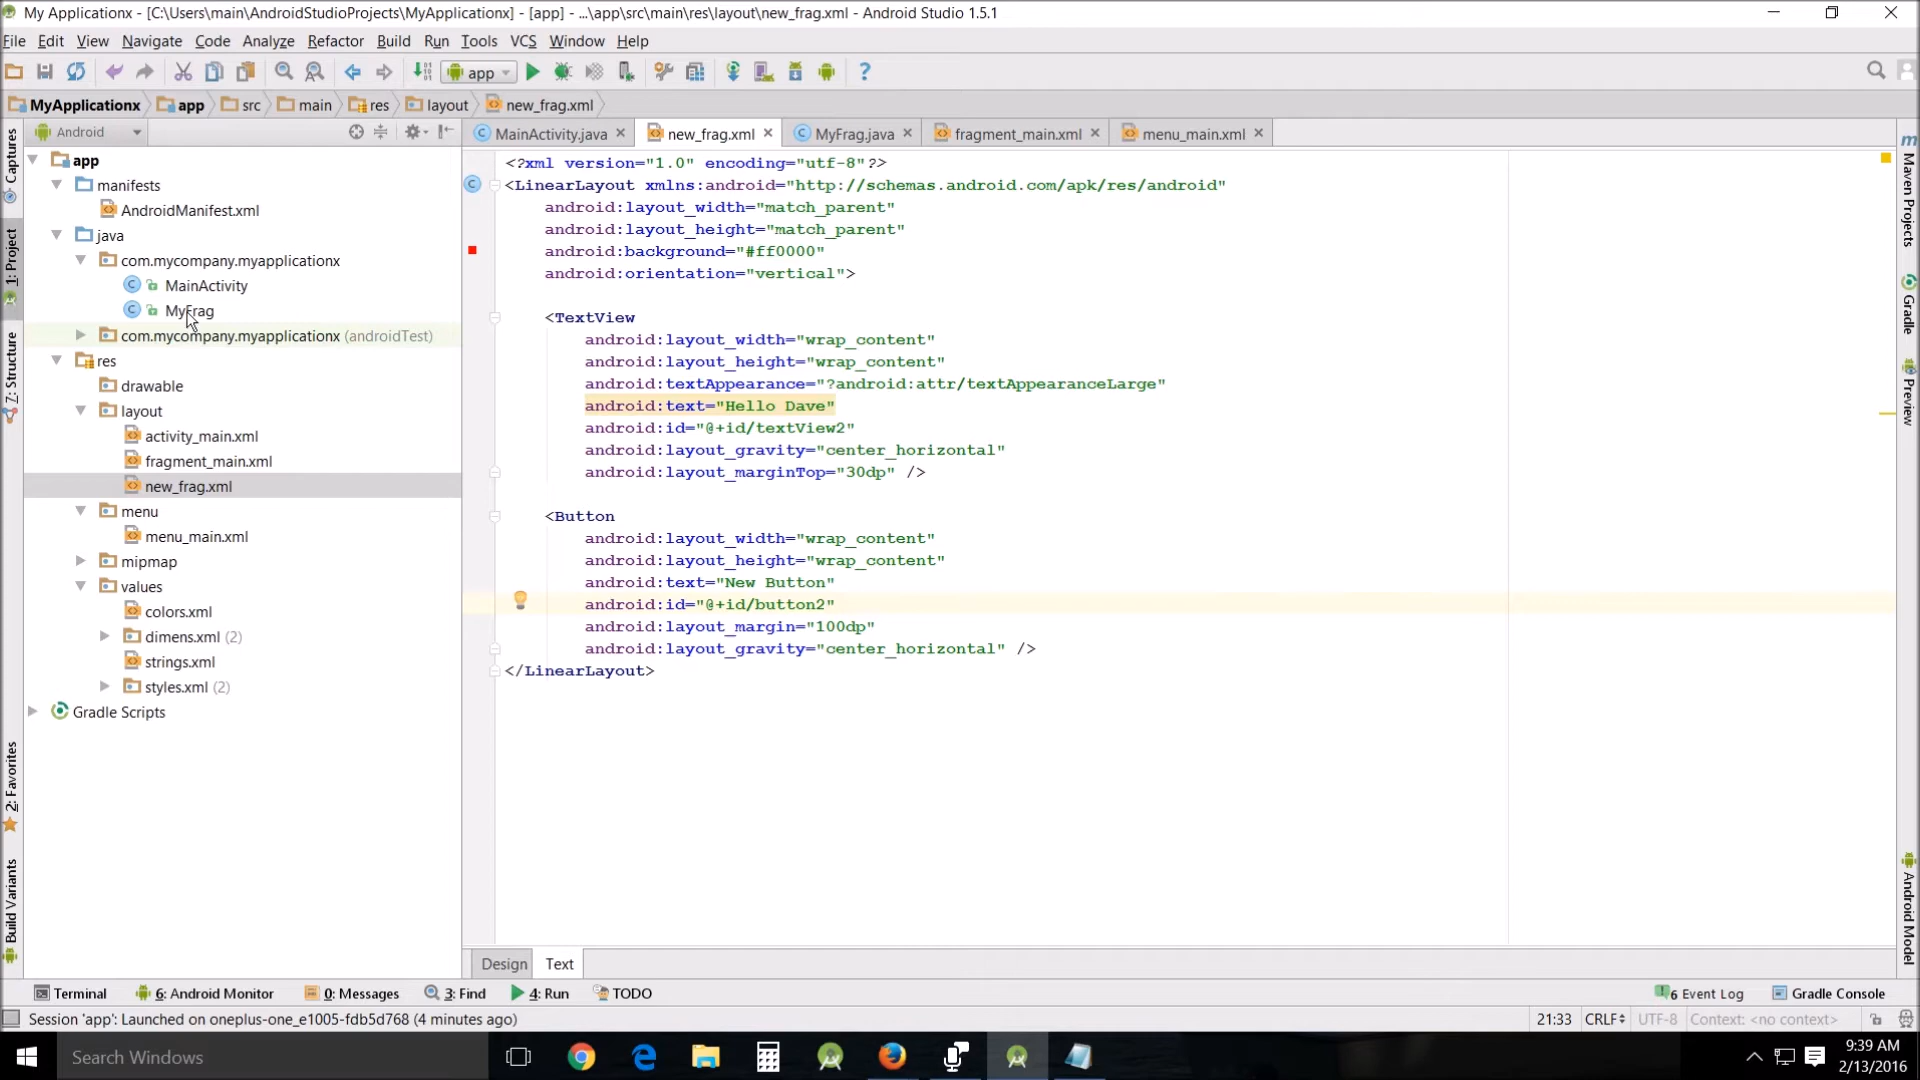 My Applicationx - [C:\Users\main\AndroidStudioProjects\MyApplicationx] - [app] - ...\app\src\main\res\layout\new_frag.xml - Android Studio 1.5.1
File Edit View Navigate Code Analyze Refactor Build Run Tools VCS Window Help
app
MyApplicationx app src main res layout new_frag.xml
Android
MainActivity.java new_frag.xml MyFrag.java fragment_main.xml menu_main.xml
Captures
1: Project
7: Structure
2: Favorites
Build Variants
app
manifests
AndroidManifest.xml
java
com.mycompany.myapplicationx
MainActivity
MyFrag
com.mycompany.myapplicationx (androidTest)
res
drawable
layout
activity_main.xml
fragment_main.xml
new_frag.xml
menu
menu_main.xml
mipmap
values
colors.xml
dimens.xml (2)
strings.xml
styles.xml (2)
Gradle Scripts
<?xml version="1.0" encoding="utf-8"?>
<LinearLayout xmlns:android="http://schemas.android.com/apk/res/android"
android:layout_width="match_parent"
android:layout_height="match_parent"
android:background="#ff0000"
android:orientation="vertical">
<TextView
android:layout_width="wrap_content"
android:layout_height="wrap_content"
android:textAppearance="?android:attr/textAppearanceLarge"
android:text="Hello Dave"
android:id="@+id/textView2"
android:layout_gravity="center_horizontal"
android:layout_marginTop="30dp" />
<Button
android:layout_width="wrap_content"
android:layout_height="wrap_content"
android:text="New Button"
android:id="@+id/button2"
android:layout_margin="100dp"
android:layout_gravity="center_horizontal" />
</LinearLayout>
m
Maven Projects
Gradle
Preview
Android Model
Design Text
Terminal 6: Android Monitor 0: Messages 3: Find 4: Run TODO 6 Event Log Gradle Console
Session 'app': Launched on oneplus-one_e1005-fdb5d768 (4 minutes ago) 21:33 CRLF UTF-8 Context: <no context>
Search Windows
9:39 AM
2/13/2016